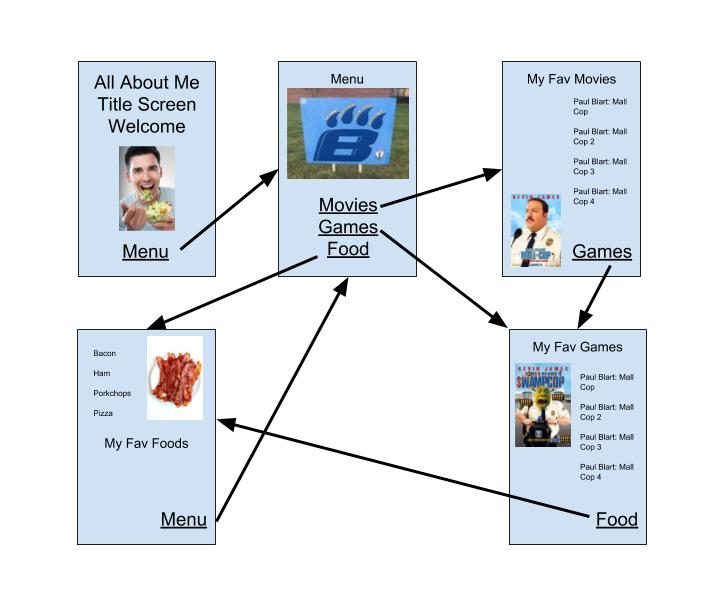 All About Me
Title Screen
Welcome
Menu
Menu
B
Movies
Games
Food
My Fav Movies
Paul Blart: Mall
Cop
Paul Blart: Mall
Cop 2
Paul Blart: Mall
Cop 3
Paul Blart: Mall
Cop 4
KEVIN JAMES
MALL COP
Games
Bacon
Ham
Porkchops
Pizza
My Fav Foods
Menu
My Fav Games
KEVIN JAMES
SWAMPCOP
Paul Blart: Mall
Cop
Paul Blart: Mall
Cop 2
Paul Blart: Mall
Cop 3
Paul Blart: Mall
Cop 4
Food